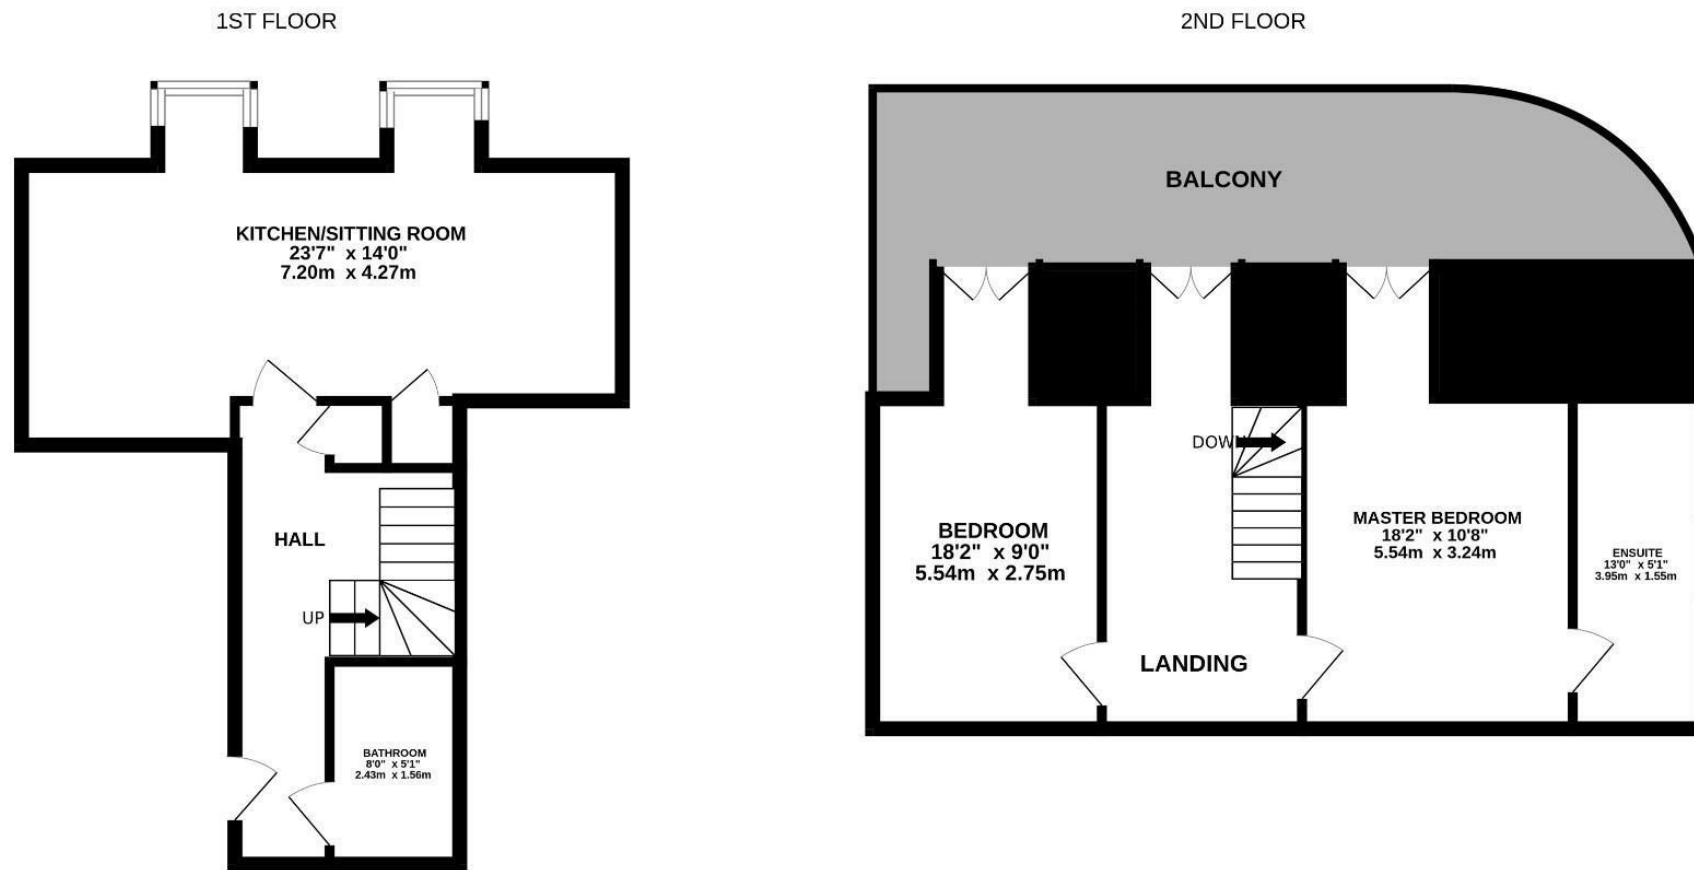 1ST FLOOR
KITCHEN/SITTING ROOM
23'7" x 14'0"
7.20m x 4.27m
HALL
UP
BATHROOM
8'0" x 5'1"
2.43m x 1.56m
2ND FLOOR
BALCONY
DOWN
BEDROOM
18'2" x 9'0"
5.54m x 2.75m
MASTER BEDROOM
18'2" x 10'8"
5.54m x 3.24m
ENSUITE
13'0" x 5'1"
3.95m x 1.55m
LANDING